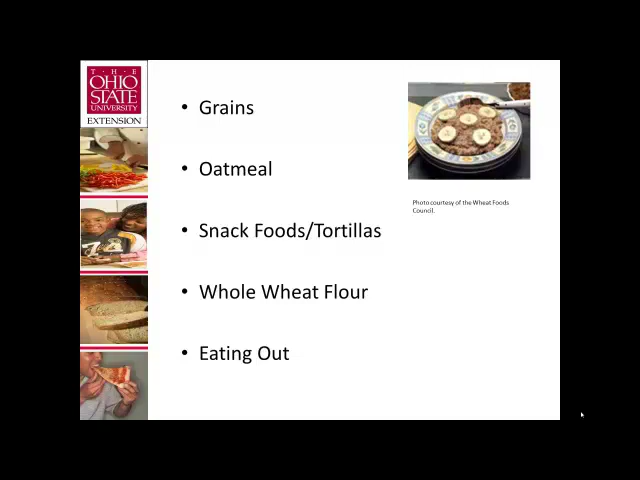 THE
OHIO
STATE
UNIVERSITY
EXTENSION
• Grains
• Oatmeal
• Snack Foods/Tortillas
• Whole Wheat Flour
• Eating Out
Photo courtesy of the Wheat Foods
Council.
74